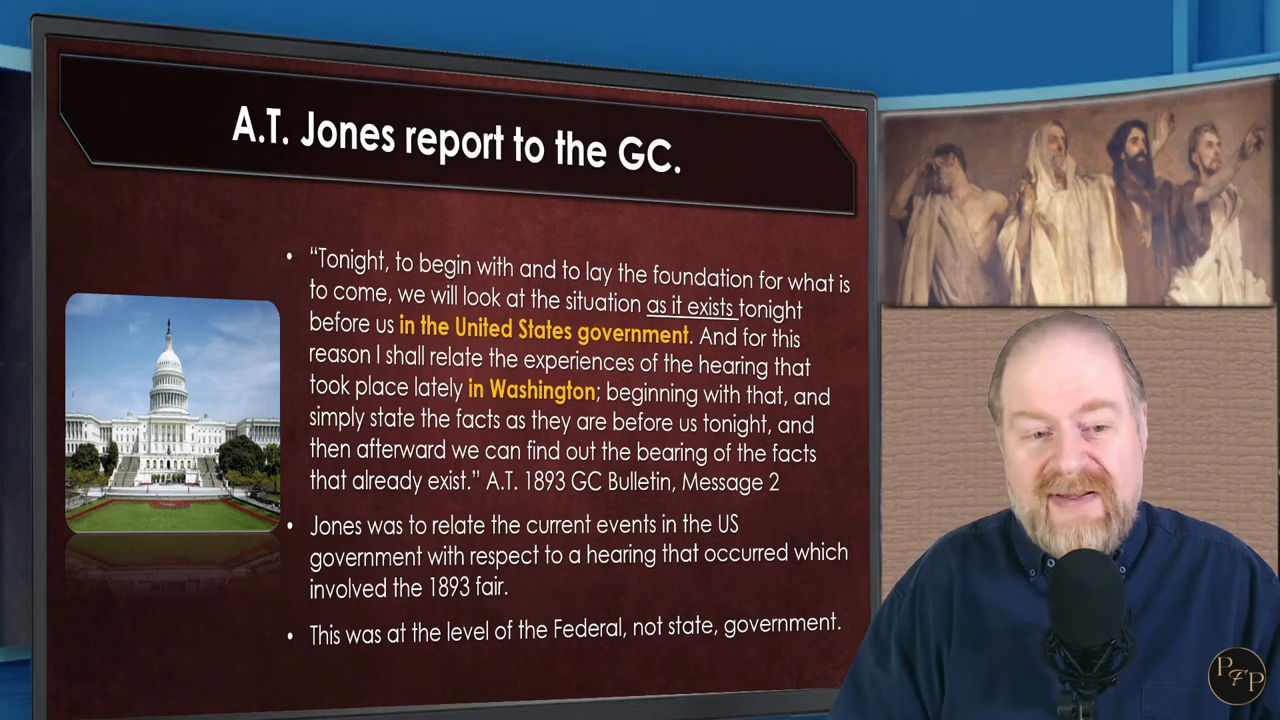 A.T. Jones report to the GC.
• “Tonight, to begin with and to lay the foundation for what is
to come, we will look at the situation as it exists tonight
before us in the United States government. And for this
reason I shall relate the experiences of the hearing that
took place lately in Washington; beginning with that, and
simply state the facts as they are before us tonight, and
then afterward we can find out the bearing of the facts
that already exist.” A.T. 1893 GC Bulletin, Message 2
• Jones was to relate the current events in the US
government with respect to a hearing that occurred which
involved the 1893 fair.
• This was at the level of the Federal, not state, government.
PFP